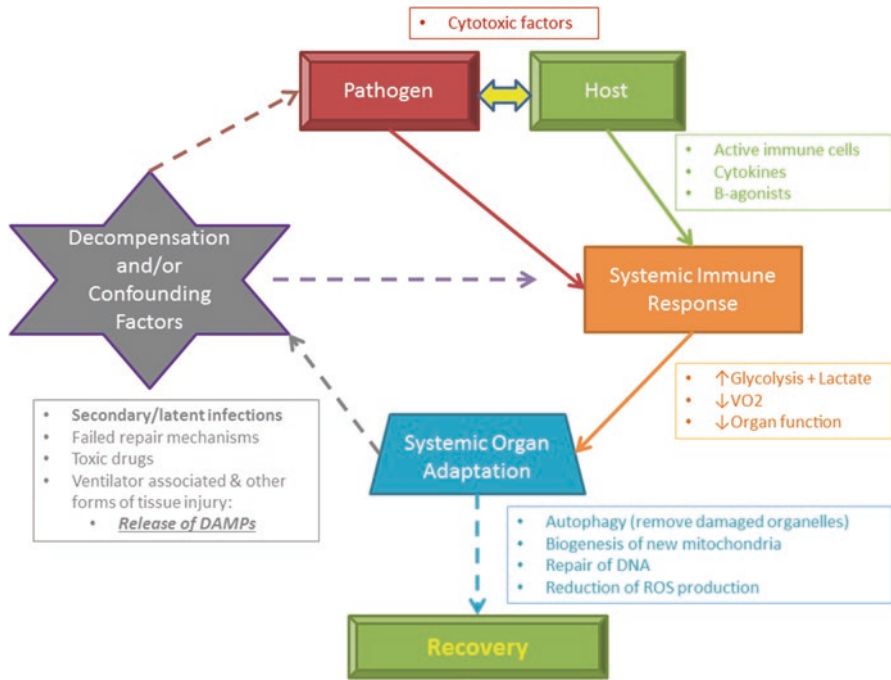 • Cytotoxic factors
Pathogen
Host
• Active immune cells
• Cytokines
• B-agonists
Decompensation
and/or
Confounding
Factors
Systemic Immune
Response
• ↑Glycolysis + Lactate
• ↓VO2
• ↓Organ function
• Secondary/latent infections
• Failed repair mechanisms
• Toxic drugs
• Ventilator associated & other
forms of tissue injury:
• Release of DAMPs
Systemic Organ
Adaptation
• Autophagy (remove damaged organelles)
• Biogenesis of new mitochondria
• Repair of DNA
• Reduction of ROS production
Recovery